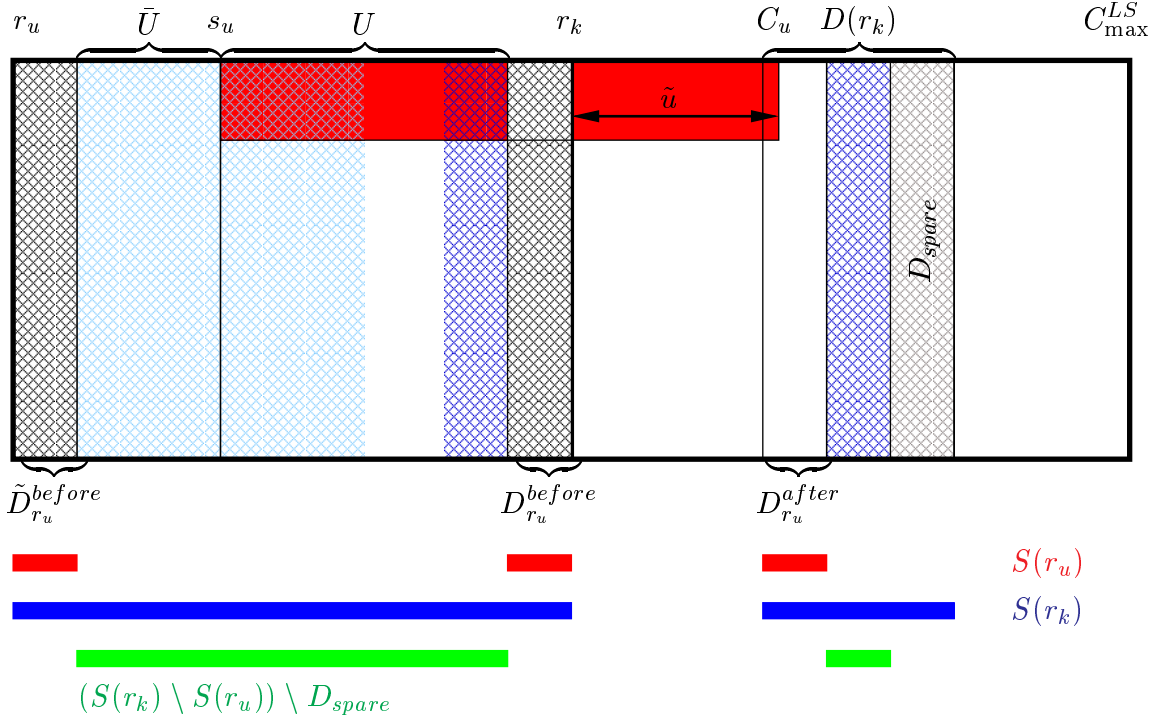 r_u Ū s_u U r_k C_u D(r_k) C_max^LS
ũ
D_spare
D̃_{r_u}^{before} D_{r_u}^{before} D_{r_u}^{after}
S(r_u)
S(r_k)
(S(r_k) \ S(r_u)) \ D_spare